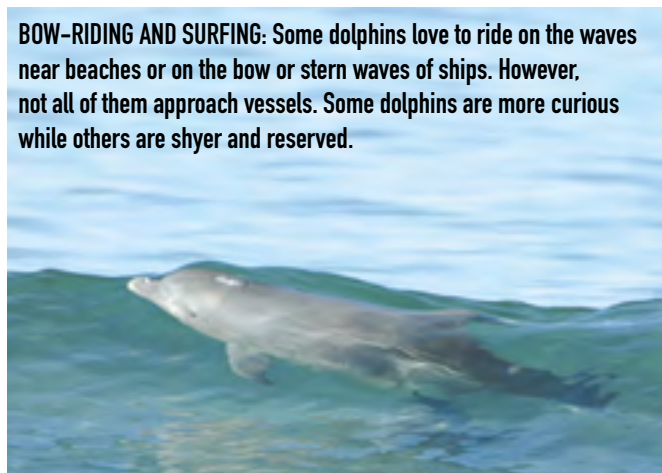 BOW-RIDING AND SURFING: Some dolphins love to ride on the waves
near beaches or on the bow or stern waves of ships. However,
not all of them approach vessels. Some dolphins are more curious
while others are shyer and reserved.